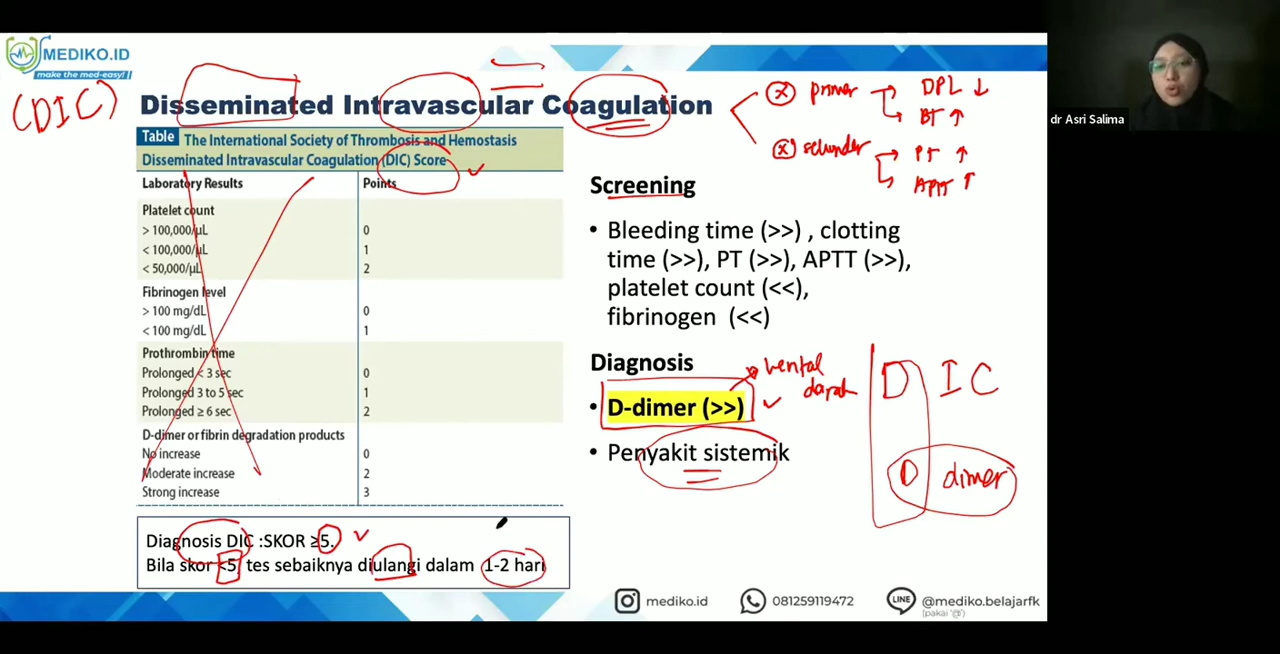 MEDIKO.ID
make the med-easy!
(DIC)
Disseminated Intravascular Coagulation
Table The International Society of Thrombosis and Hemostasis
Disseminated Intravascular Coagulation (DIC) Score
Laboratory Results Points
Platelet count
> 100,000/µL 0
< 100,000/µL 1
< 50,000/µL 2
Fibrinogen level
> 100 mg/dL 0
< 100 mg/dL 1
Prothrombin time
Prolonged < 3 sec 0
Prolonged 3 to 5 sec 1
Prolonged ≥ 6 sec 2
D-dimer or fibrin degradation products
No increase 0
Moderate increase 2
Strong increase 3
Diagnosis DIC :SKOR ≥5.
Bila skor <5 tes sebaiknya diulangi dalam 1-2 hari
primer → DPL ↓
BT ↑
sekunder → PT ↑
APTT ↑
Screening
• Bleeding time (>>) , clotting
time (>>), PT (>>), APTT (>>),
platelet count (<<),
fibrinogen (<<)
Diagnosis
• D-dimer (>>)
• Penyakit sistemik
kental
darah
D I C
D dimer
mediko.id
081259119472
LINE
@mediko.belajarfk
(pakai '@')
dr Asri Salima